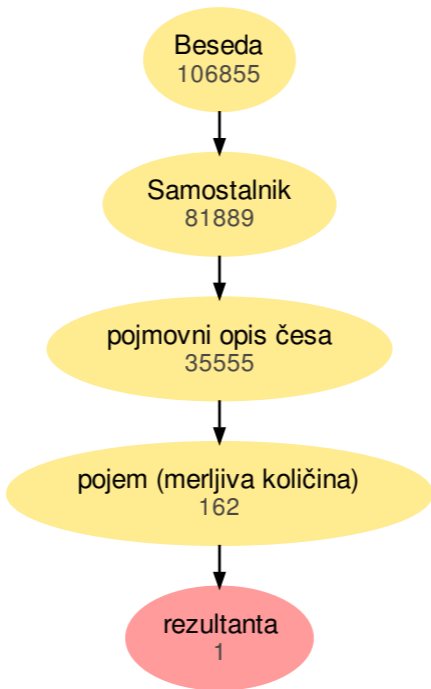 Beseda
106855
Samostalnik
81889
pojmovni opis česa
35555
pojem (merljiva količina)
162
rezultanta
1